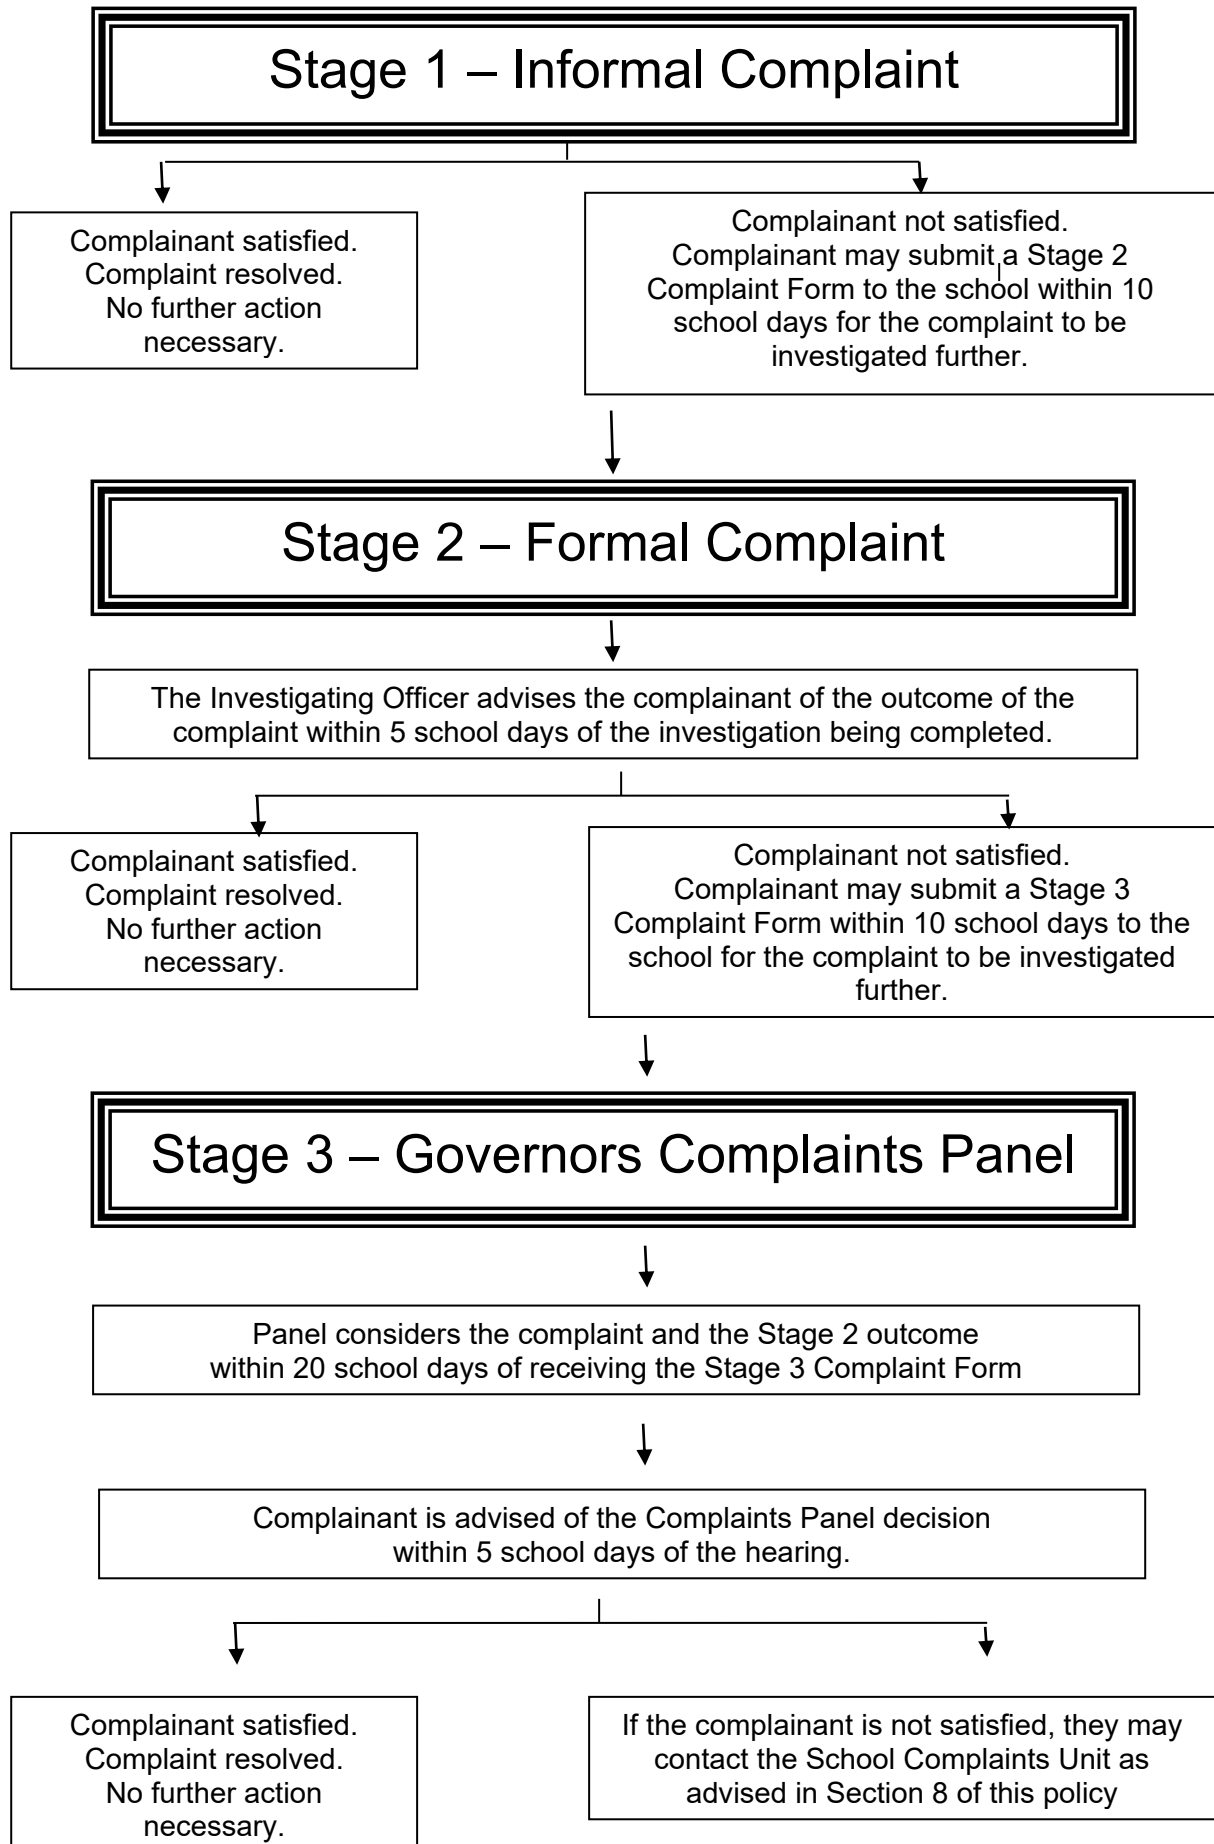 Stage 1 – Informal Complaint
Complainant satisfied.
Complaint resolved.
No further action
necessary.
Complainant not satisfied.
Complainant may submit a Stage 2
Complaint Form to the school within 10
school days for the complaint to be
investigated further.
Stage 2 – Formal Complaint
The Investigating Officer advises the complainant of the outcome of the
complaint within 5 school days of the investigation being completed.
Complainant satisfied.
Complaint resolved.
No further action
necessary.
Complainant not satisfied.
Complainant may submit a Stage 3
Complaint Form within 10 school days to the
school for the complaint to be investigated
further.
Stage 3 – Governors Complaints Panel
Panel considers the complaint and the Stage 2 outcome
within 20 school days of receiving the Stage 3 Complaint Form
Complainant is advised of the Complaints Panel decision
within 5 school days of the hearing.
Complainant satisfied.
Complaint resolved.
No further action
necessary.
If the complainant is not satisfied, they may
contact the School Complaints Unit as
advised in Section 8 of this policy